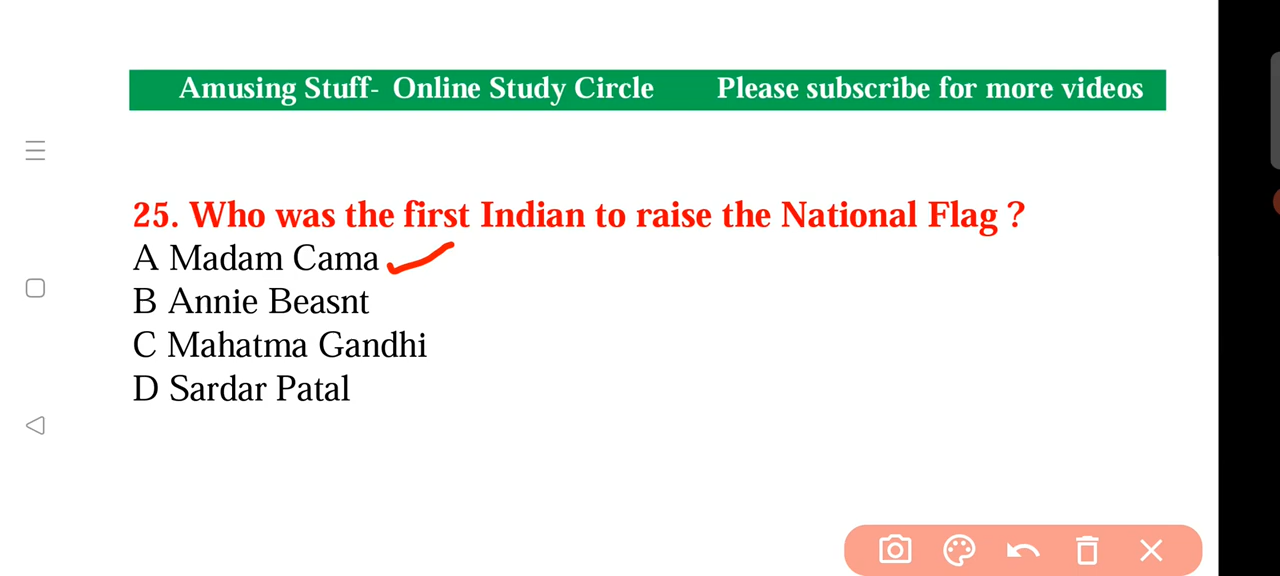 Amusing Stuff- Online Study Circle Please subscribe for more videos
25. Who was the first Indian to raise the National Flag ?
A Madam Cama
B Annie Beasnt
C Mahatma Gandhi
D Sardar Patal